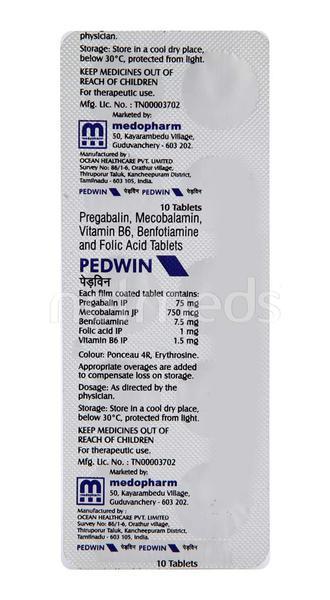 physician.
Storage: Store in a cool dry place,
below 30°C, protected from light.
KEEP MEDICINES OUT OF
REACH OF CHILDREN
For therapeutic use.
Mfg. Lic. No. : TN00003702
Marketed by:
medopharm
50, Kayarambedu Village,
Guduvanchery - 603 202.
Manufactured by :
OCEAN HEALTHCARE PVT. LIMITED
Survey No: 86/1-6, Orathur village,
Thiruporur Taluk, Kancheepuram District,
Tamilnadu - 603 105, India.
PEDWIN पेड़विन PEDWIN पेड़विन
10 Tablets
Pregabalin, Mecobalamin,
Vitamin B6, Benfotiamine
and Folic Acid Tablets
PEDWIN
पेड़विन
netmeds
Each film coated tablet contains:
Pregabalin IP 75 mg
Mecobalamin JP 750 mcg
Benfotiamine 7.5 mg
Folic acid IP 1 mg
Vitamin B6 IP 1.5 mg
Colour: Ponceau 4R, Erythrosine.
Appropriate overages are added
to compensate loss on storage.
Dosage: As directed by the
physician.
Storage: Store in a cool dry place,
below 30°C, protected from light.
KEEP MEDICINES OUT OF
REACH OF CHILDREN
For therapeutic use.
Mfg. Lic. No. : TN00003702
Marketed by:
medopharm
50, Kayarambedu Village,
Guduvanchery - 603 202.
Manufactured by :
OCEAN HEALTHCARE PVT. LIMITED
Survey No: 86/1-6, Orathur village,
Thiruporur Taluk, Kancheepuram District,
Tamilnadu - 603 105, India.
PEDWIN पेड़विन PEDWIN पेड़विन
10 Tablets